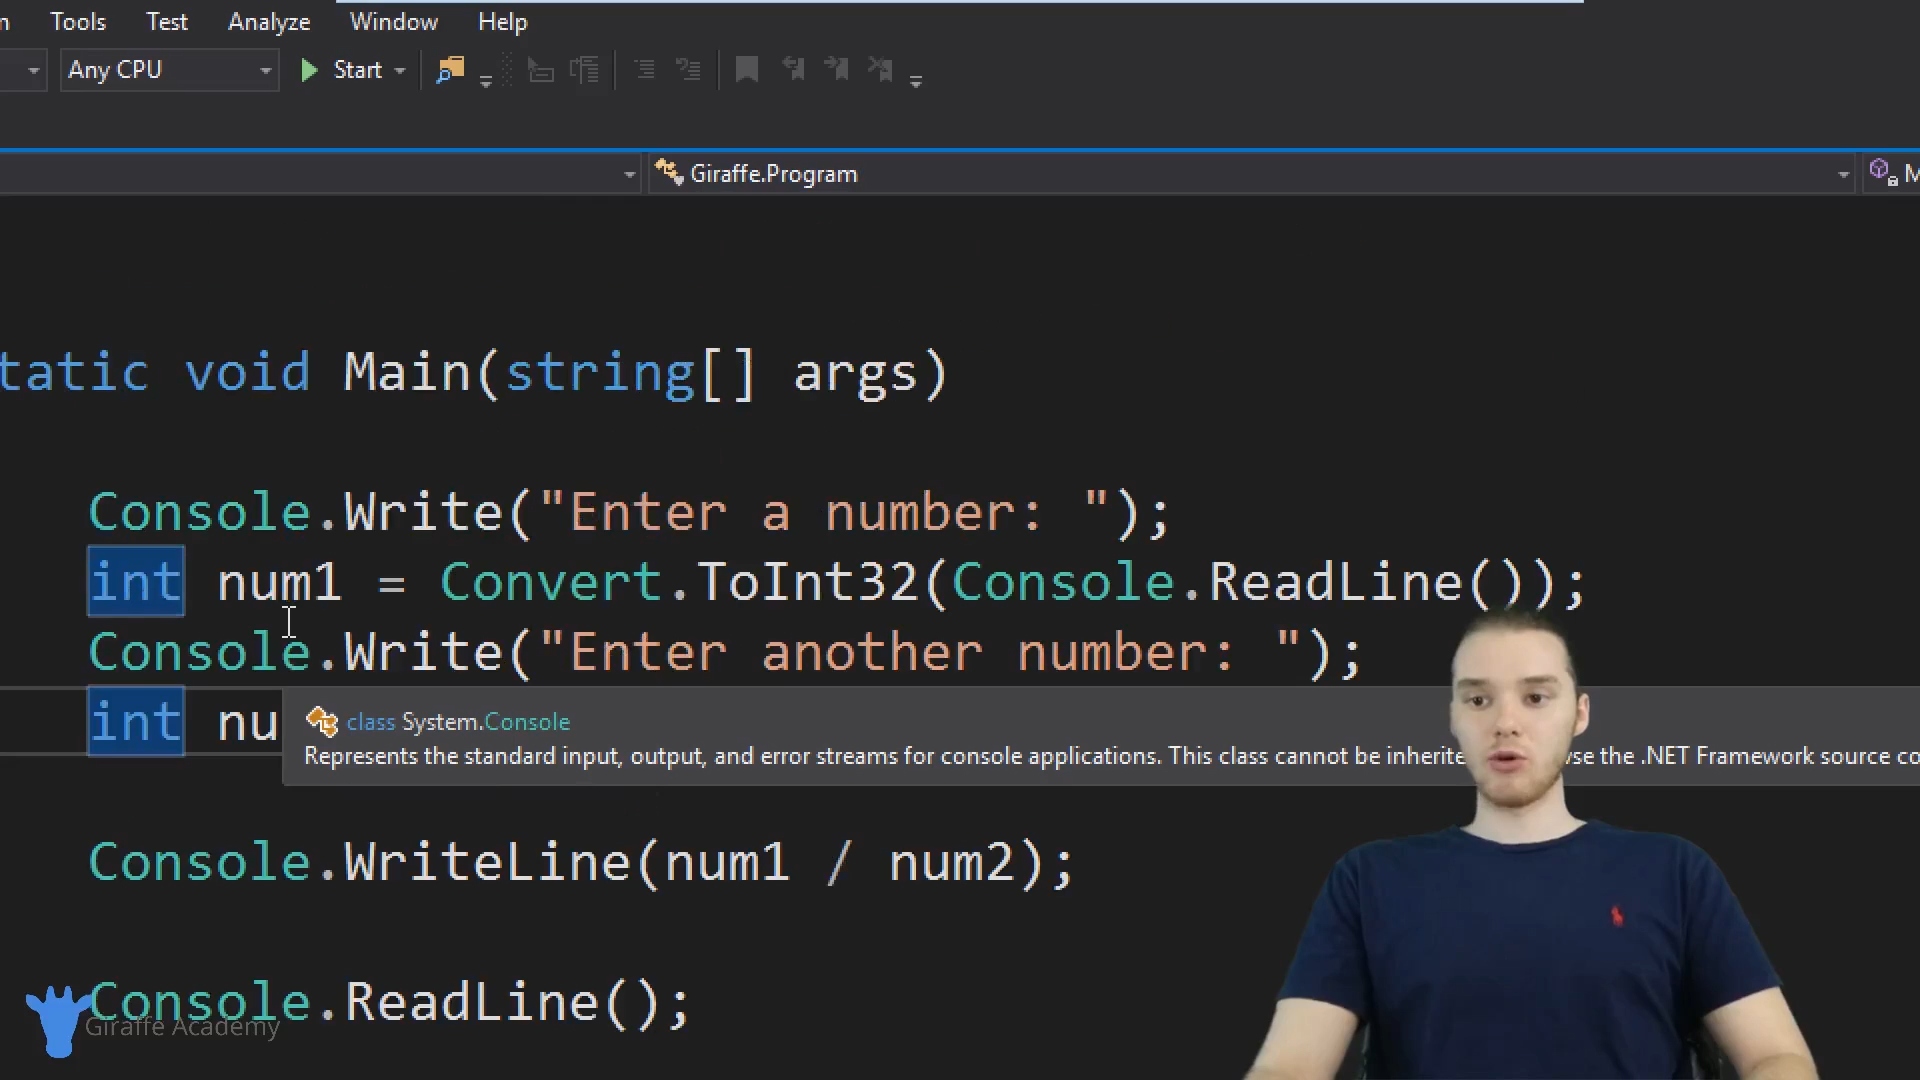 Tools Test Analyze Window Help
Any CPU Start
Giraffe.Program
tatic void Main(string[] args)
Console.Write("Enter a number: ");
int num1 = Convert.ToInt32(Console.ReadLine());
Console.Write("Enter another number: ");
int nu
class System.Console
Represents the standard input, output, and error streams for console applications. This class cannot be inherite se the .NET Framework source co
Console.WriteLine(num1 / num2);
Console.ReadLine();
Giraffe Academy